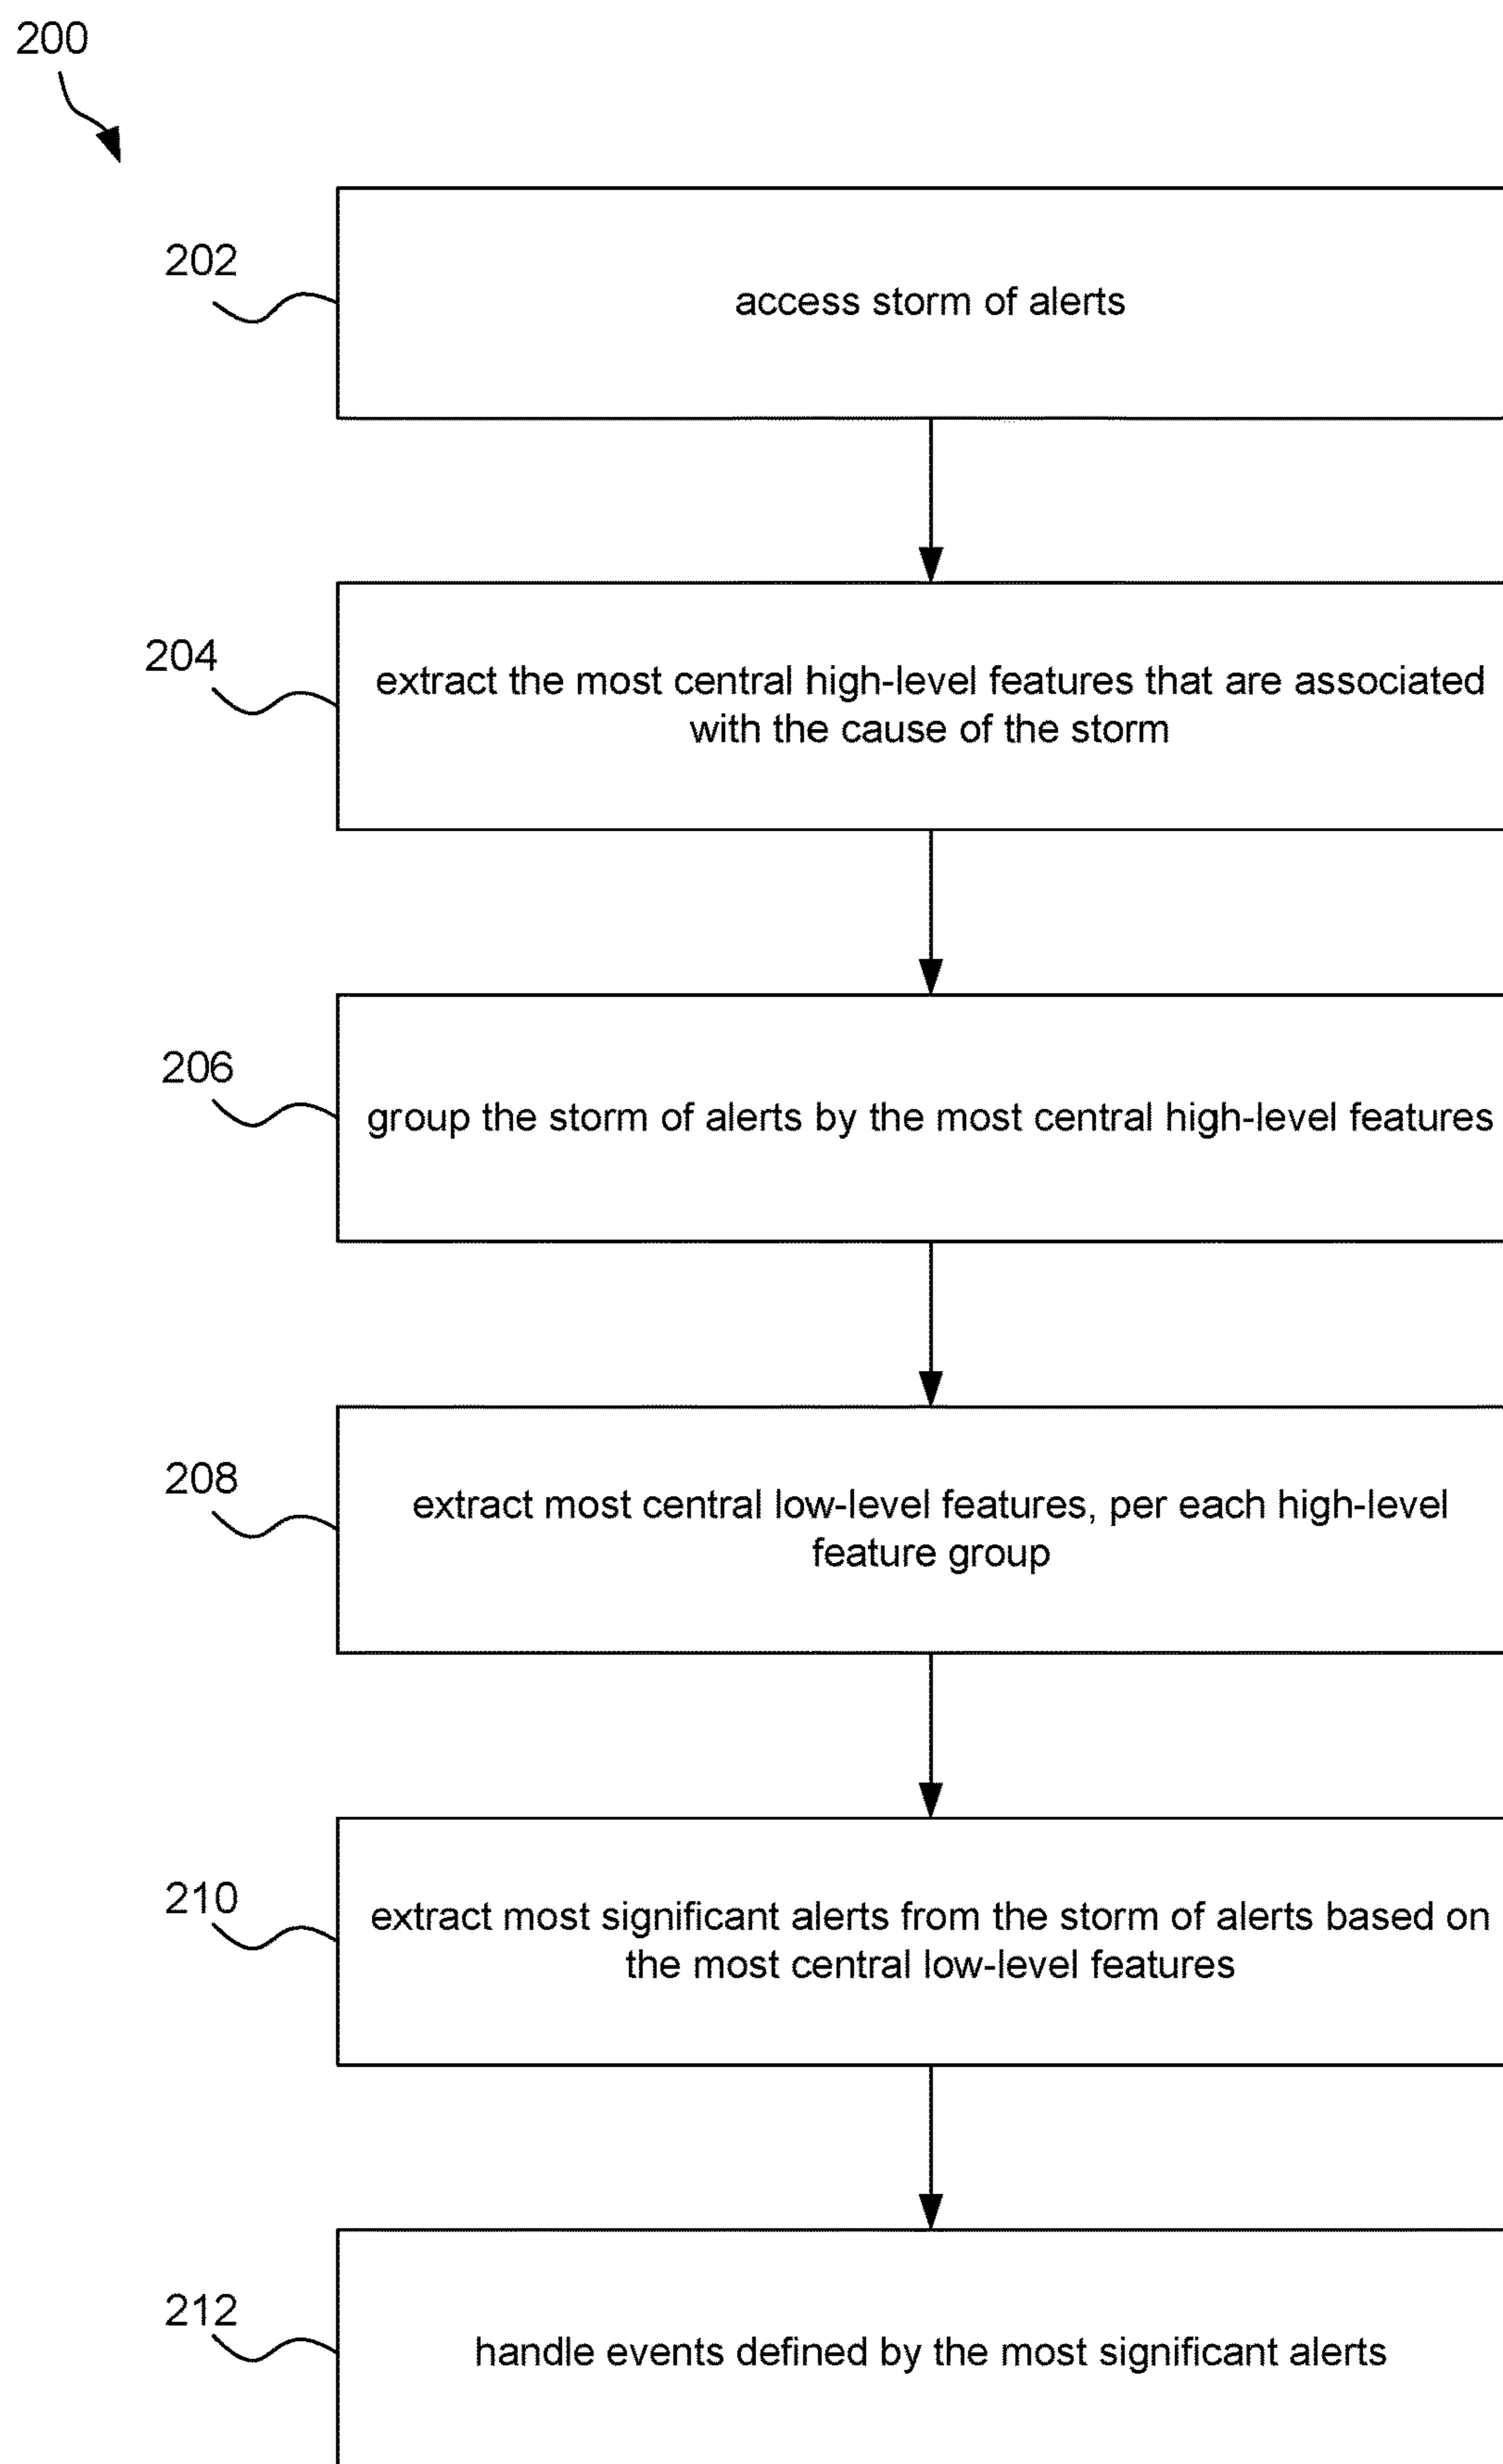 200
202
access storm of alerts
204
extract the most central high-level features that are associated
with the cause of the storm
206
group the storm of alerts by the most central high-level features
208
extract most central low-level features, per each high-level
feature group
210
extract most significant alerts from the storm of alerts based on
the most central low-level features
212
handle events defined by the most significant alerts